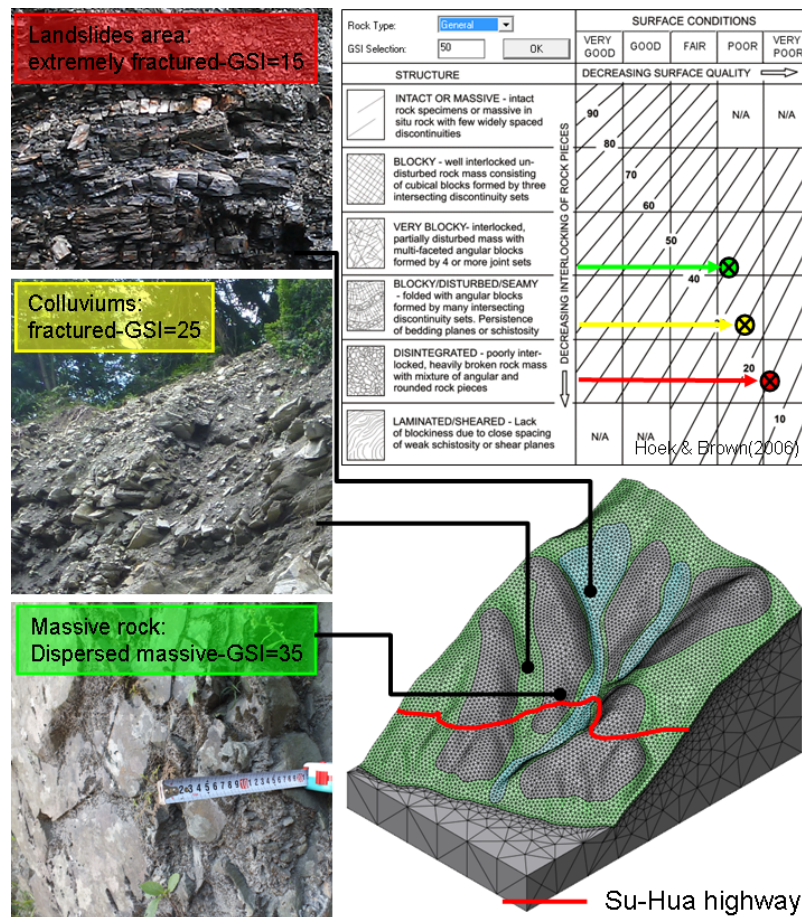 Landslides area:
extremely fractured-GSI=15
Colluviums:
fractured-GSI=25
Massive rock:
Dispersed massive-GSI=35
Rock Type: General
GSI Selection: 50 OK
SURFACE CONDITIONS
VERY GOOD
GOOD
FAIR
POOR
VERY POOR
STRUCTURE
DECREASING SURFACE QUALITY
DECREASING INTERLOCKING OF ROCK PIECES
INTACT OR MASSIVE - intact
rock specimens or massive in
situ rock with few widely spaced
discontinuities
BLOCKY - well interlocked un-
disturbed rock mass consisting
of cubical blocks formed by three
intersecting discontinuity sets
VERY BLOCKY- interlocked,
partially disturbed mass with
multi-faceted angular blocks
formed by 4 or more joint sets
BLOCKY/DISTURBED/SEAMY
- folded with angular blocks
formed by many intersecting
discontinuity sets. Persistence
of bedding planes or schistosity
DISINTEGRATED - poorly inter-
locked, heavily broken rock mass
with mixture of angular and
rounded rock pieces
LAMINATED/SHEARED - Lack
of blockiness due to close spacing
of weak schistosity or shear planes
90
80
70
60
50
40
20
10
N/A
N/A
N/A
N/A
Hoek & Brown(2006)
Su-Hua highway